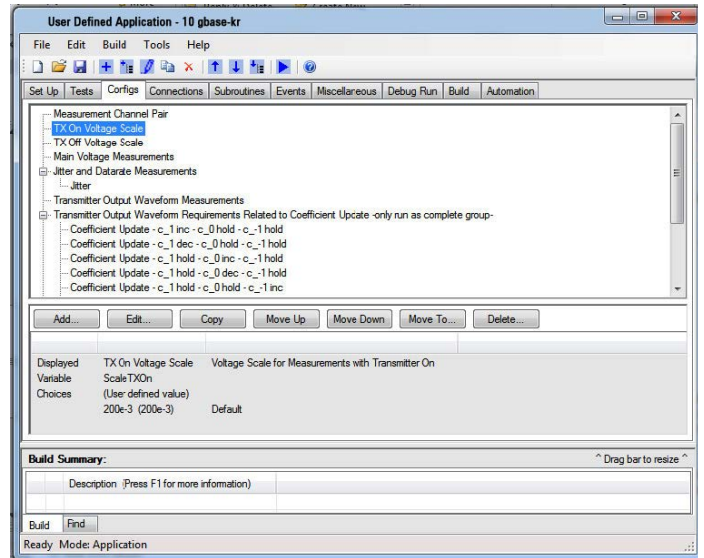 User Defined Application - 10 gbase-kr
File Edit Build Tools Help
Set Up Tests Configs Connections Subroutines Events Miscellareous Debug Run Build Automation
Measurement Channel Pair
TX On Voltage Scale
TX Off Voltage Scale
Main Voltage Measurements
Jitter and Datarate Measurements
Jitter
Transmitter Output Waveform Measurements
Transmitter Output Waveform Requirements Related to Coefficient Upcate -only run as complete group-
Coefficient Update - c_1 inc - c_0 hold - c_-1 hold
Coefficient Update - c_1 dec - c_0 hold - c_-1 hold
Coefficient Update - c_1 hold - c_0 inc - c_-1 hold
Coefficient Update - c_1 hold - c_0 dec - c_-1 hold
Coefficient Update - c_1 hold - c_0 hold - c_-1 inc
Add... Edit... Copy Move Up Move Down Move To... Delete...
Displayed TX On Voltage Scale Voltage Scale for Measurements with Transmitter On
Variable ScaleTXOn
Choices (User defined value)
200e-3 (200e-3) Default
Build Summary: ^ Drag bar to resize ^
Description (Press F1 for more information)
Build Find
Ready Mode: Application